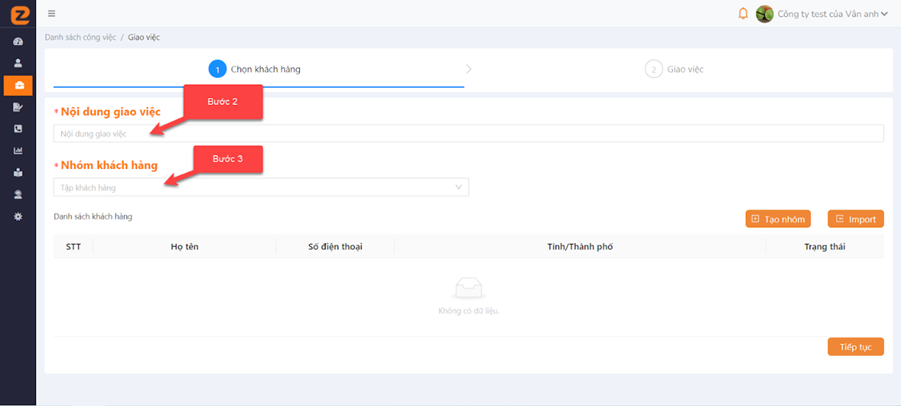 Công ty test của Vân anh
Danh sách công việc / Giao việc
1 Chọn khách hàng
2 Giao việc
Bước 2
* Nội dung giao việc
Nội dung giao việc
Bước 3
* Nhóm khách hàng
Tập khách hàng
Danh sách khách hàng
Tạo nhóm
Import
STT Họ tên Số điện thoại Tỉnh/Thành phố Trạng thái
Không có dữ liệu.
Tiếp tục